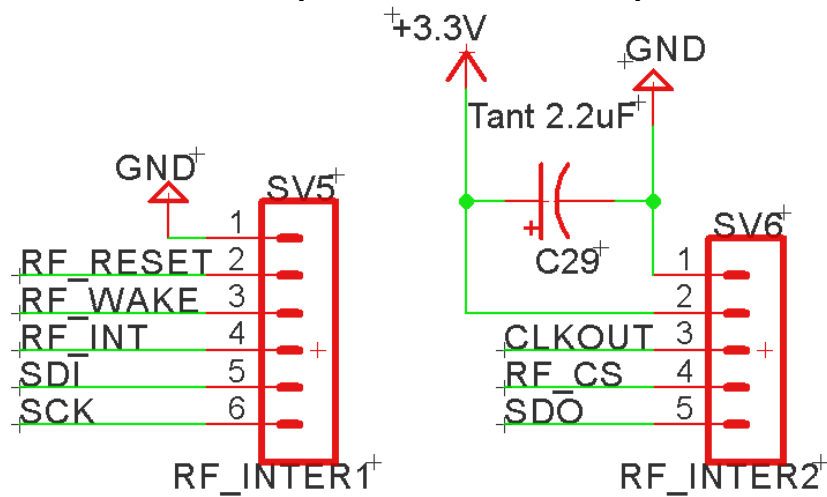 +3.3V
GND
Tant 2.2uF
C29
GND
SV5
1
RF_RESET 2
RF_WAKE 3
RF_INT 4
SDI 5
SCK 6
RF_INTER1
SV6
1
2
CLKOUT 3
RF_CS 4
SDO 5
RF_INTER2